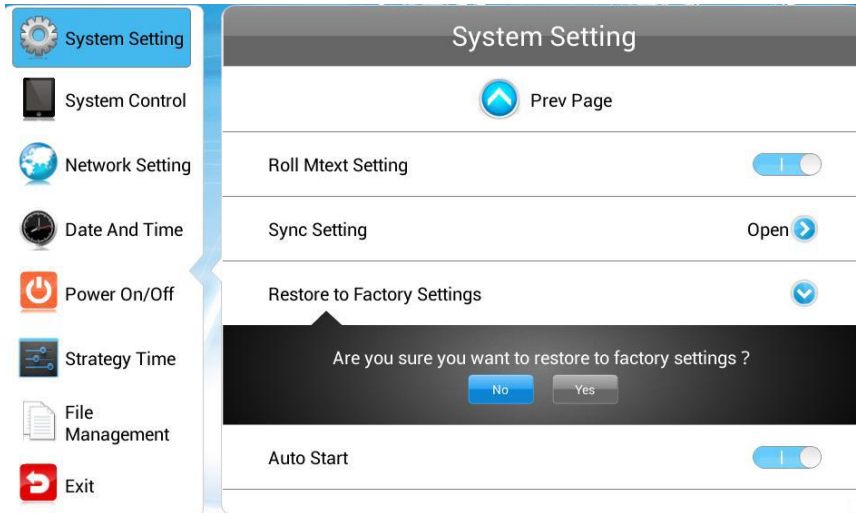 System Setting
System Control
Network Setting
Date And Time
Power On/Off
Strategy Time
File
Management
Exit
System Setting
Prev Page
Roll Mtext Setting
Sync Setting
Open
Restore to Factory Settings
Are you sure you want to restore to factory settings ?
No
Yes
Auto Start